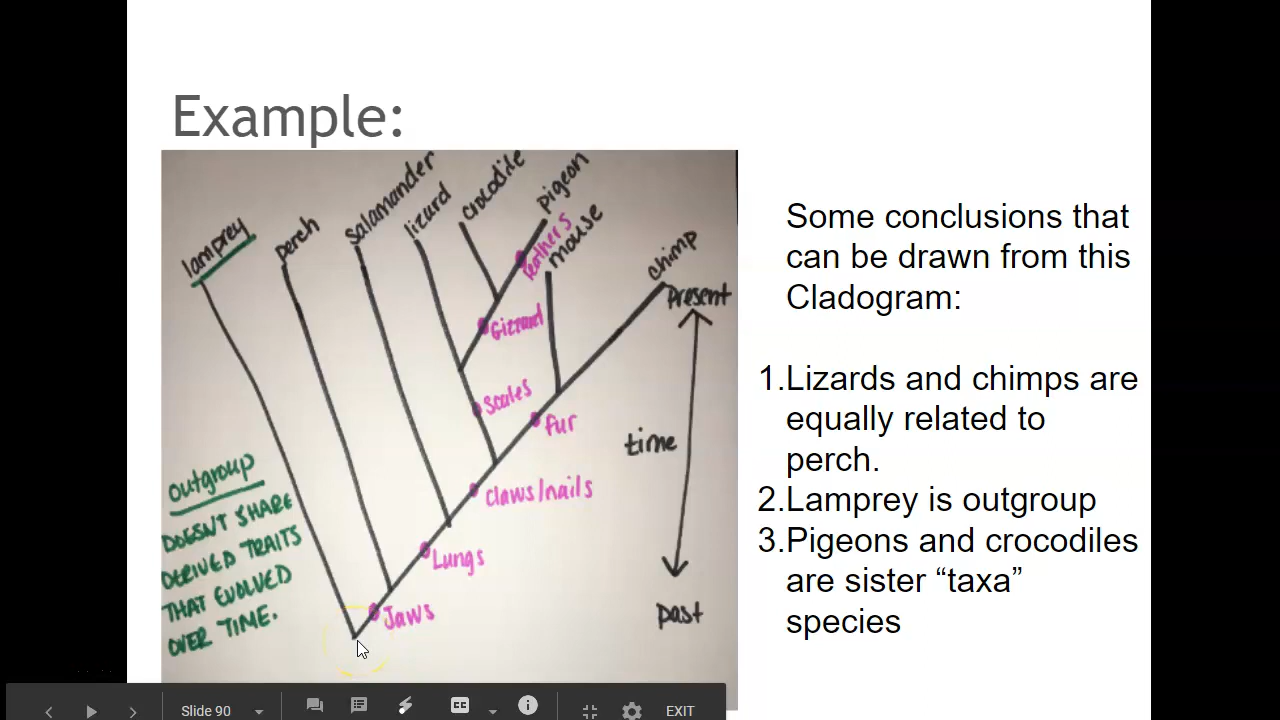 Example:
lamprey
perch
salamander
lizard
crocodile
pigeon
mouse
chimp
feathers
Gizzard
Scales
fur
Claws/nails
Lungs
Jaws
Present
time
past
outgroup
DOESN'T SHARE
DERIVED TRAITS
THAT EVOLVED
OVER TIME.
Some conclusions that
can be drawn from this
Cladogram:
1.Lizards and chimps are
equally related to
perch.
2.Lamprey is outgroup
3.Pigeons and crocodiles
are sister “taxa”
species
Slide 90
CC
EXIT